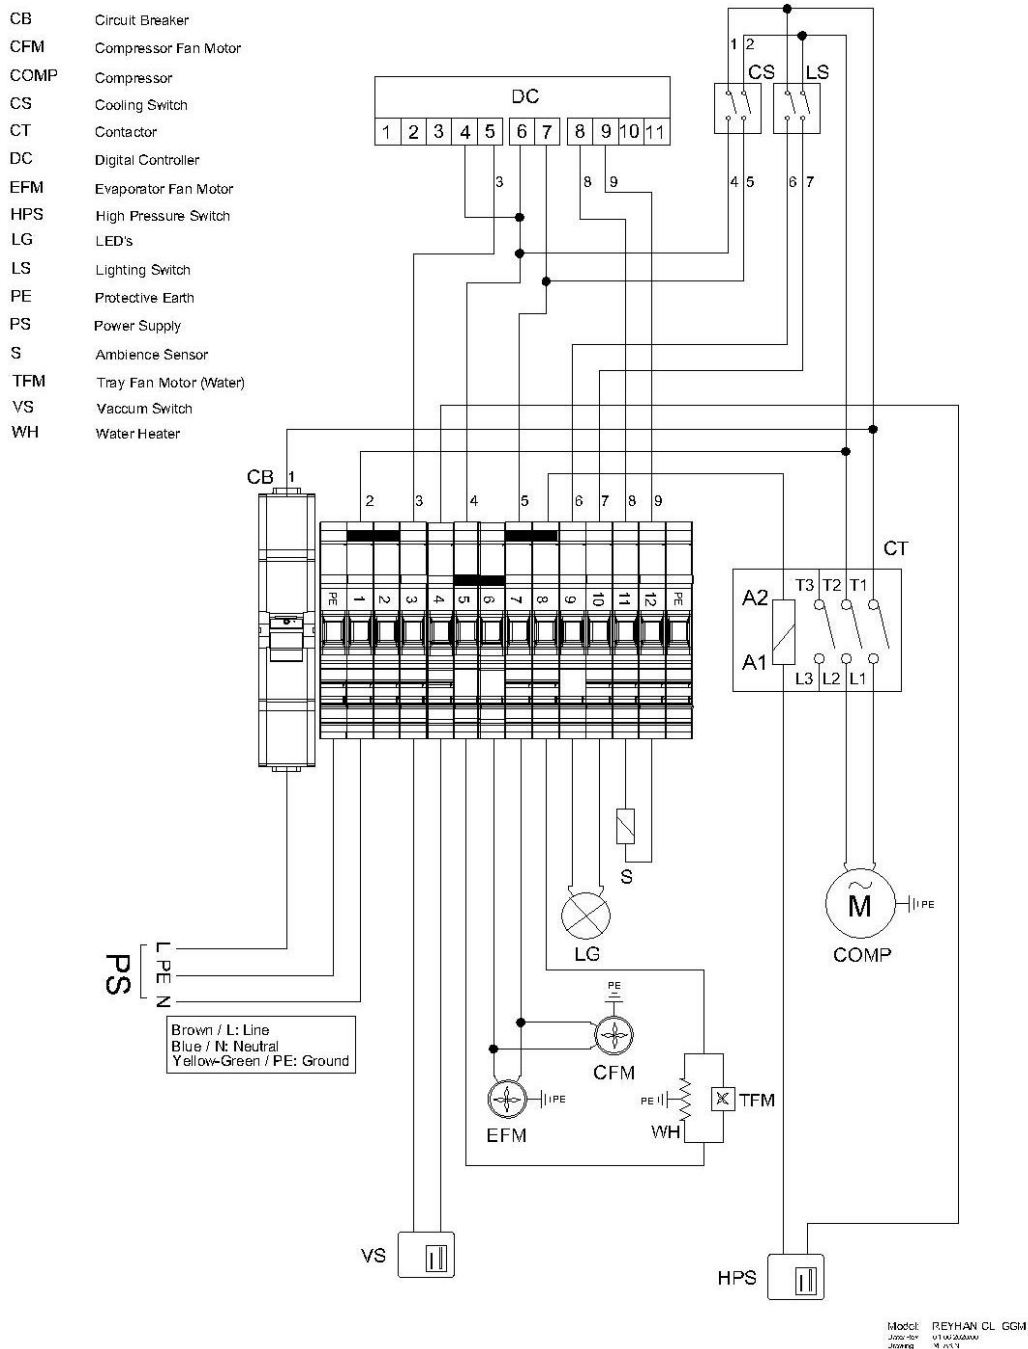 CB Circuit Breaker
CFM Compressor Fan Motor
COMP Compressor
CS Cooling Switch
CT Contactor
DC Digital Controller
EFM Evaporator Fan Motor
HPS High Pressure Switch
LG LED's
LS Lighting Switch
PE Protective Earth
PS Power Supply
S Ambience Sensor
TFM Tray Fan Motor (Water)
VS Vaccum Switch
WH Water Heater
1 2
CS LS
DC
1 2 3 4 5 6 7 8 9 10 11
3 8 9 4 5 6 7
CB 1
2 3 4 5 6 7 8 9
CT
PE 1 2 3 4 5 6 7 8 9 10 11 12 PE
A2 T3 T2 T1
A1 L3 L2 L1
S
M PE
COMP
LG
PS
L PE N
PE
Brown / L: Line
Blue / N: Neutral
Yellow-Green / PE: Ground
CFM
PE
EFM
PE
WH
TFM
VS
HPS
Model: REYHAN CL GGM
Drawing